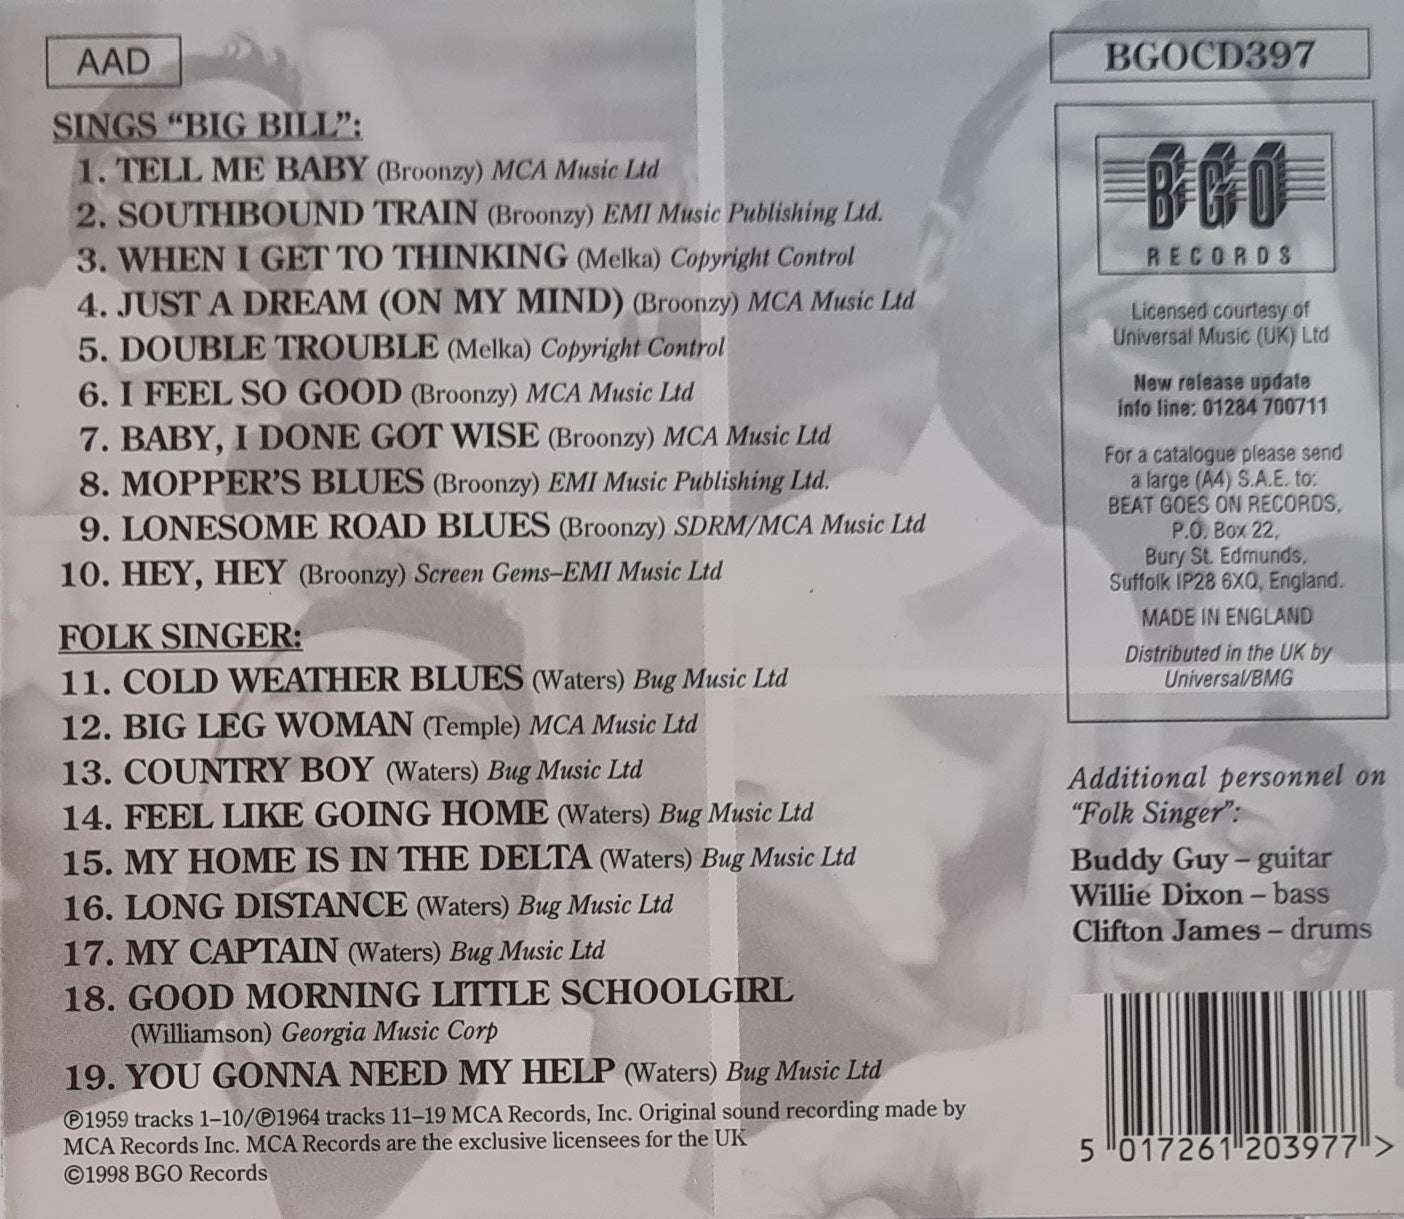 AAD
SINGS “BIG BILL”:
1. TELL ME BABY (Broonzy) MCA Music Ltd
2. SOUTHBOUND TRAIN (Broonzy) EMI Music Publishing Ltd.
3. WHEN I GET TO THINKING (Melka) Copyright Control
4. JUST A DREAM (ON MY MIND) (Broonzy) MCA Music Ltd
5. DOUBLE TROUBLE (Melka) Copyright Control
6. I FEEL SO GOOD (Broonzy) MCA Music Ltd
7. BABY, I DONE GOT WISE (Broonzy) MCA Music Ltd
8. MOPPER'S BLUES (Broonzy) EMI Music Publishing Ltd.
9. LONESOME ROAD BLUES (Broonzy) SDRM/MCA Music Ltd
10. HEY, HEY (Broonzy) Screen Gems–EMI Music Ltd
FOLK SINGER:
11. COLD WEATHER BLUES (Waters) Bug Music Ltd
12. BIG LEG WOMAN (Temple) MCA Music Ltd
13. COUNTRY BOY (Waters) Bug Music Ltd
14. FEEL LIKE GOING HOME (Waters) Bug Music Ltd
15. MY HOME IS IN THE DELTA (Waters) Bug Music Ltd
16. LONG DISTANCE (Waters) Bug Music Ltd
17. MY CAPTAIN (Waters) Bug Music Ltd
18. GOOD MORNING LITTLE SCHOOLGIRL
(Williamson) Georgia Music Corp
19. YOU GONNA NEED MY HELP (Waters) Bug Music Ltd
℗1959 tracks 1–10/℗1964 tracks 11–19 MCA Records, Inc. Original sound recording made by
MCA Records Inc. MCA Records are the exclusive licensees for the UK
©1998 BGO Records
BGOCD397
BGO
RECORDS
Licensed courtesy of
Universal Music (UK) Ltd
New release update
info line: 01284 700711
For a catalogue please send
a large (A4) S.A.E. to:
BEAT GOES ON RECORDS,
P.O. Box 22,
Bury St. Edmunds,
Suffolk IP28 6XQ, England.
MADE IN ENGLAND
Distributed in the UK by
Universal/BMG
Additional personnel on
“Folk Singer”:
Buddy Guy – guitar
Willie Dixon – bass
Clifton James – drums
5 017261 203977 >